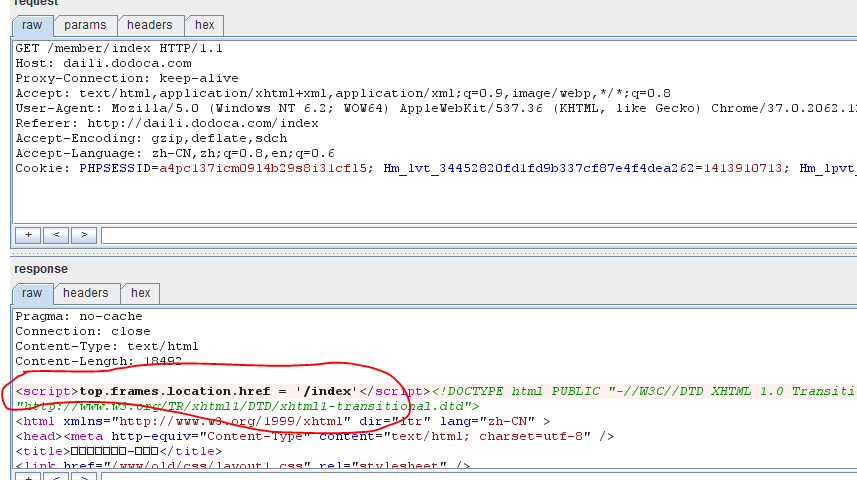 request
raw params headers hex
GET /member/index HTTP/1.1
Host: daili.dodoca.com
Proxy-Connection: keep-alive
Accept: text/html,application/xhtml+xml,application/xml;q=0.9,image/webp,*/*;q=0.8
User-Agent: Mozilla/5.0 (Windows NT 6.2; WOW64) AppleWebKit/537.36 (KHTML, like Gecko) Chrome/37.0.2062.12
Referer: http://daili.dodoca.com/index
Accept-Encoding: gzip,deflate,sdch
Accept-Language: zh-CN,zh;q=0.8,en;q=0.6
Cookie: PHPSESSID=a4pc137icm0914b29s8i31cf15; Hm_lvt_34452820fd1fd9b337cf87e4f4dea262=1413910713; Hm_lpvt_
+ < >
response
raw headers hex
Pragma: no-cache
Connection: close
Content-Type: text/html
Content-Length: 18492
<script>top.frames.location.href = '/index'</script><!DOCTYPE html PUBLIC "-//W3C//DTD XHTML 1.0 Transiti
"http://www.w3.org/TR/xhtml1/DTD/xhtml1-transitional.dtd">
<html xmlns="http://www.w3.org/1999/xhtml" dir="ltr" lang="zh-CN" >
<head><meta http-equiv="Content-Type" content="text/html; charset=utf-8" />
<title>□□□□□□□-□□□</title>
<link href="/www/old/css/layout1.css" rel="stylesheet" />
+ < >